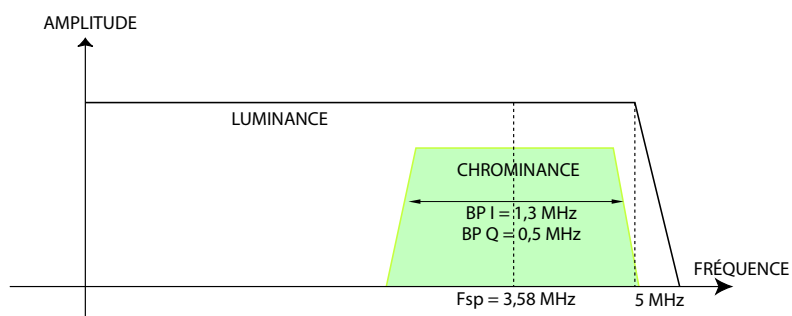 AMPLITUDE
LUMINANCE
CHROMINANCE
BP I = 1,3 MHz
BP Q = 0,5 MHz
FRÉQUENCE
Fsp = 3,58 MHz
5 MHz